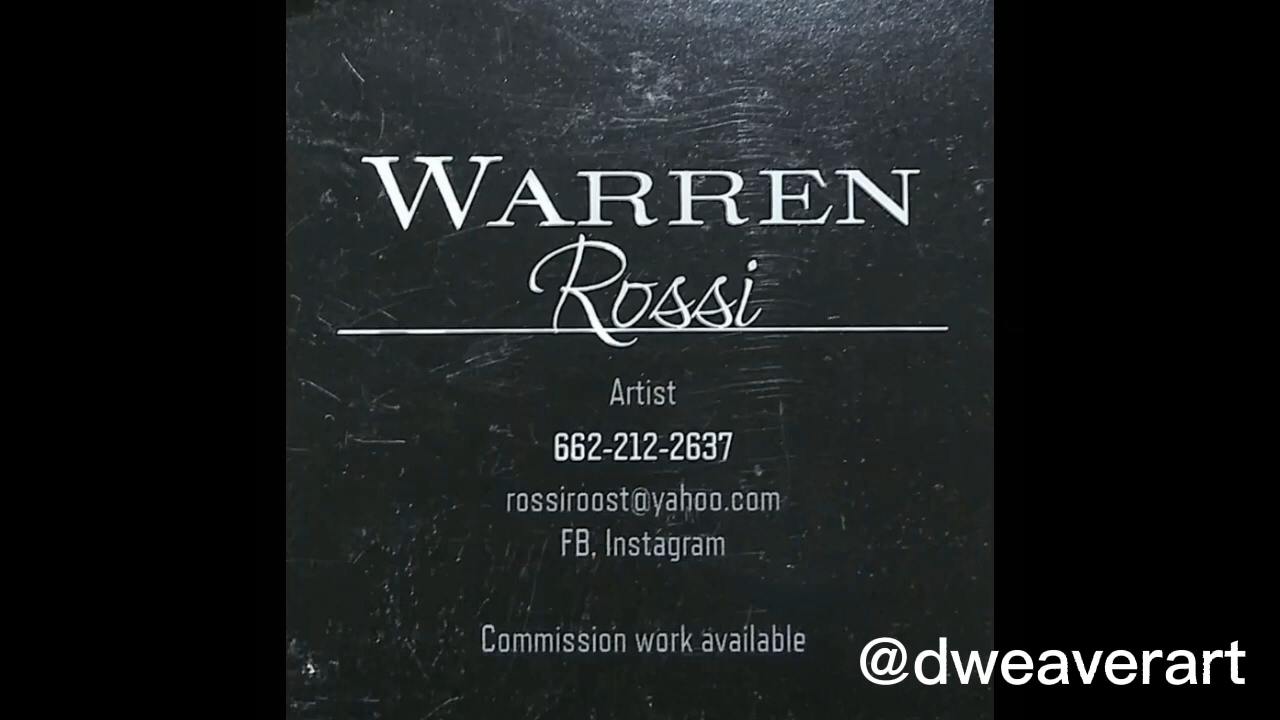 WARREN
Rossi
Artist
662-212-2637
rossiroost@yahoo.com
FB, Instagram
Commission work available
@dweaverart